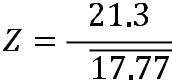 Z = 21.3 / 17.77